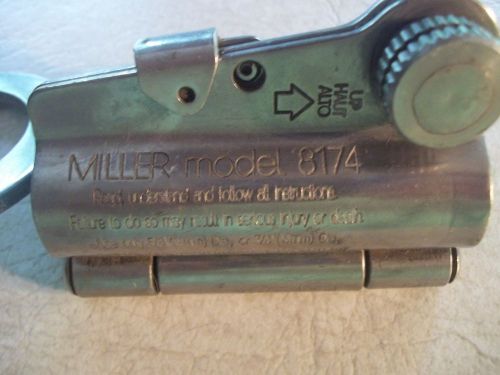 UP
HAUT
ALTO
MILLER model 8174
Read, understand and follow all instructions.
Failure to do so may result in serious injury or death.